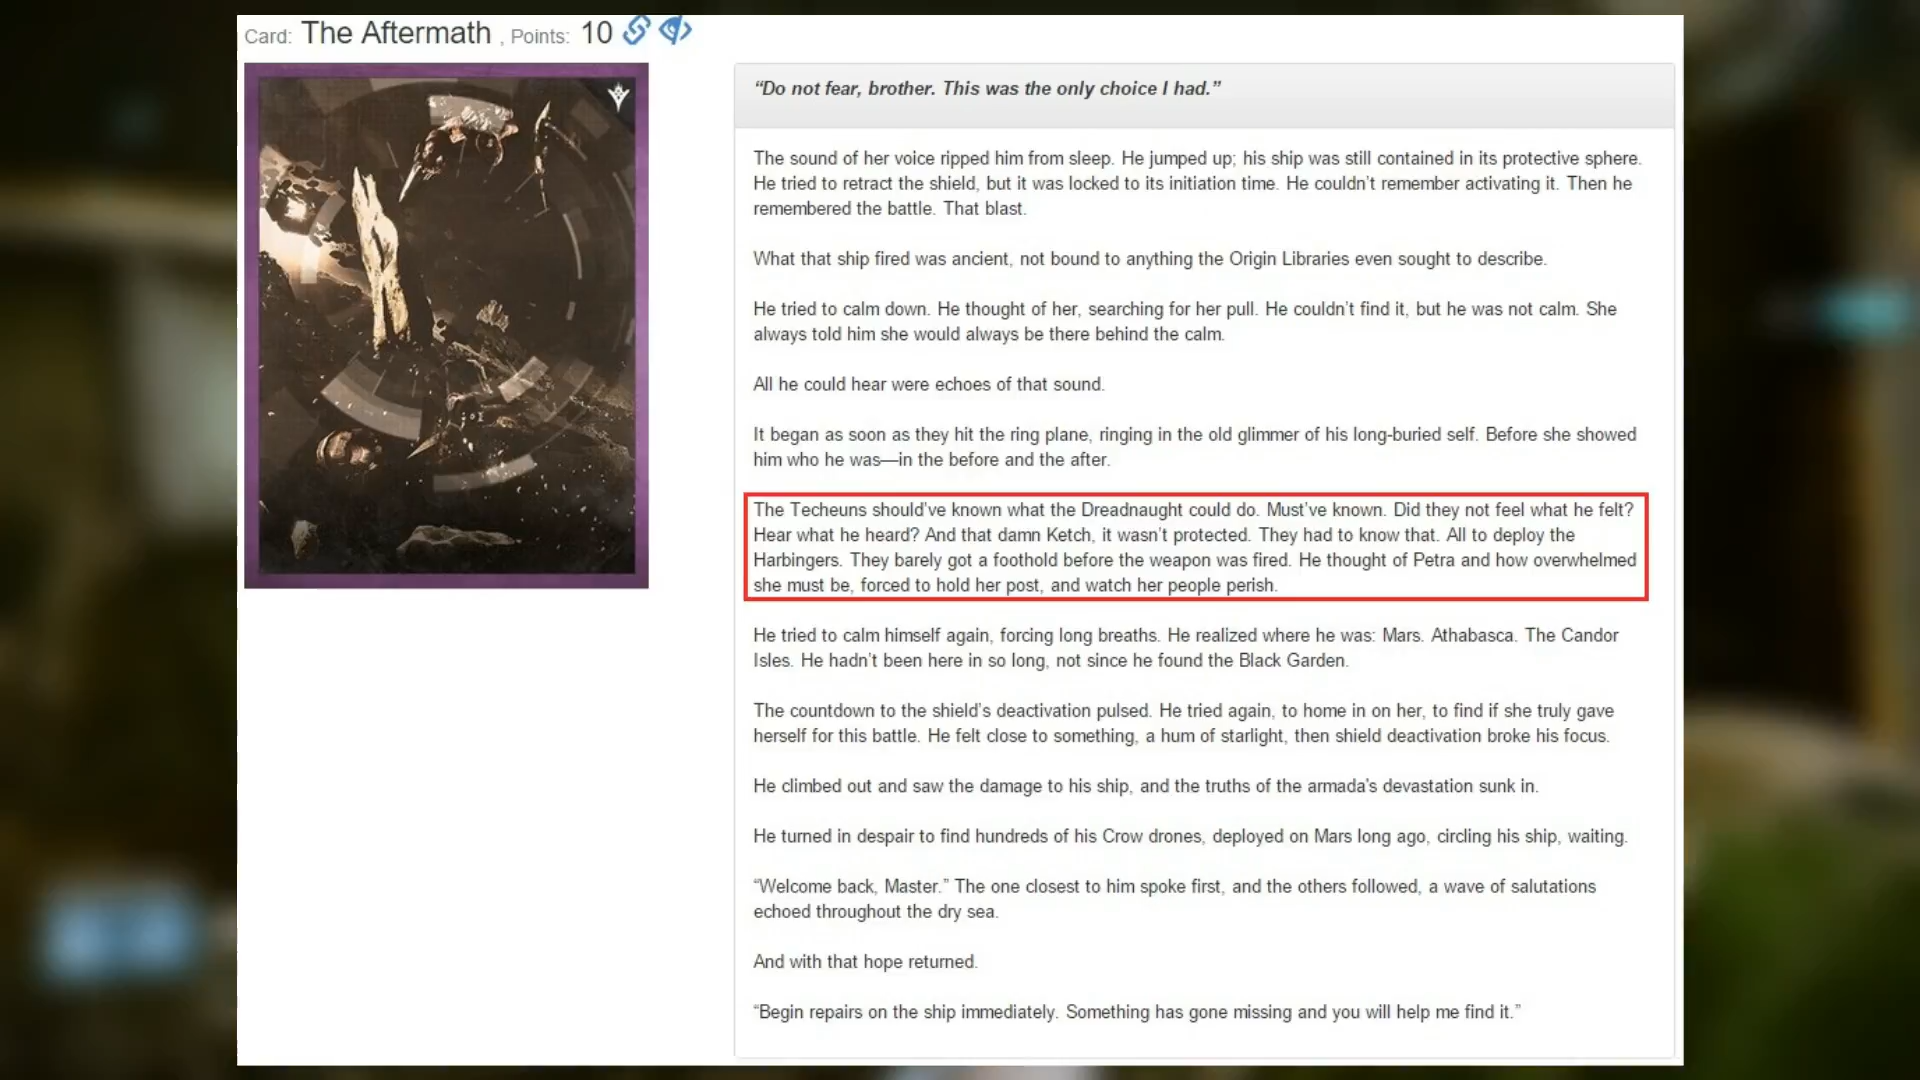 Card: The Aftermath , Points: 10
“Do not fear, brother. This was the only choice I had.”
The sound of her voice ripped him from sleep. He jumped up; his ship was still contained in its protective sphere.
He tried to retract the shield, but it was locked to its initiation time. He couldn’t remember activating it. Then he
remembered the battle. That blast.
What that ship fired was ancient, not bound to anything the Origin Libraries even sought to describe.
He tried to calm down. He thought of her, searching for her pull. He couldn’t find it, but he was not calm. She
always told him she would always be there behind the calm.
All he could hear were echoes of that sound.
It began as soon as they hit the ring plane, ringing in the old glimmer of his long-buried self. Before she showed
him who he was—in the before and the after.
The Techeuns should’ve known what the Dreadnaught could do. Must’ve known. Did they not feel what he felt?
Hear what he heard? And that damn Ketch, it wasn’t protected. They had to know that. All to deploy the
Harbingers. They barely got a foothold before the weapon was fired. He thought of Petra and how overwhelmed
she must be, forced to hold her post, and watch her people perish.
He tried to calm himself again, forcing long breaths. He realized where he was: Mars. Athabasca. The Candor
Isles. He hadn’t been here in so long, not since he found the Black Garden.
The countdown to the shield’s deactivation pulsed. He tried again, to home in on her, to find if she truly gave
herself for this battle. He felt close to something, a hum of starlight, then shield deactivation broke his focus.
He climbed out and saw the damage to his ship, and the truths of the armada’s devastation sunk in.
He turned in despair to find hundreds of his Crow drones, deployed on Mars long ago, circling his ship, waiting.
“Welcome back, Master.” The one closest to him spoke first, and the others followed, a wave of salutations
echoed throughout the dry sea.
And with that hope returned.
“Begin repairs on the ship immediately. Something has gone missing and you will help me find it.”